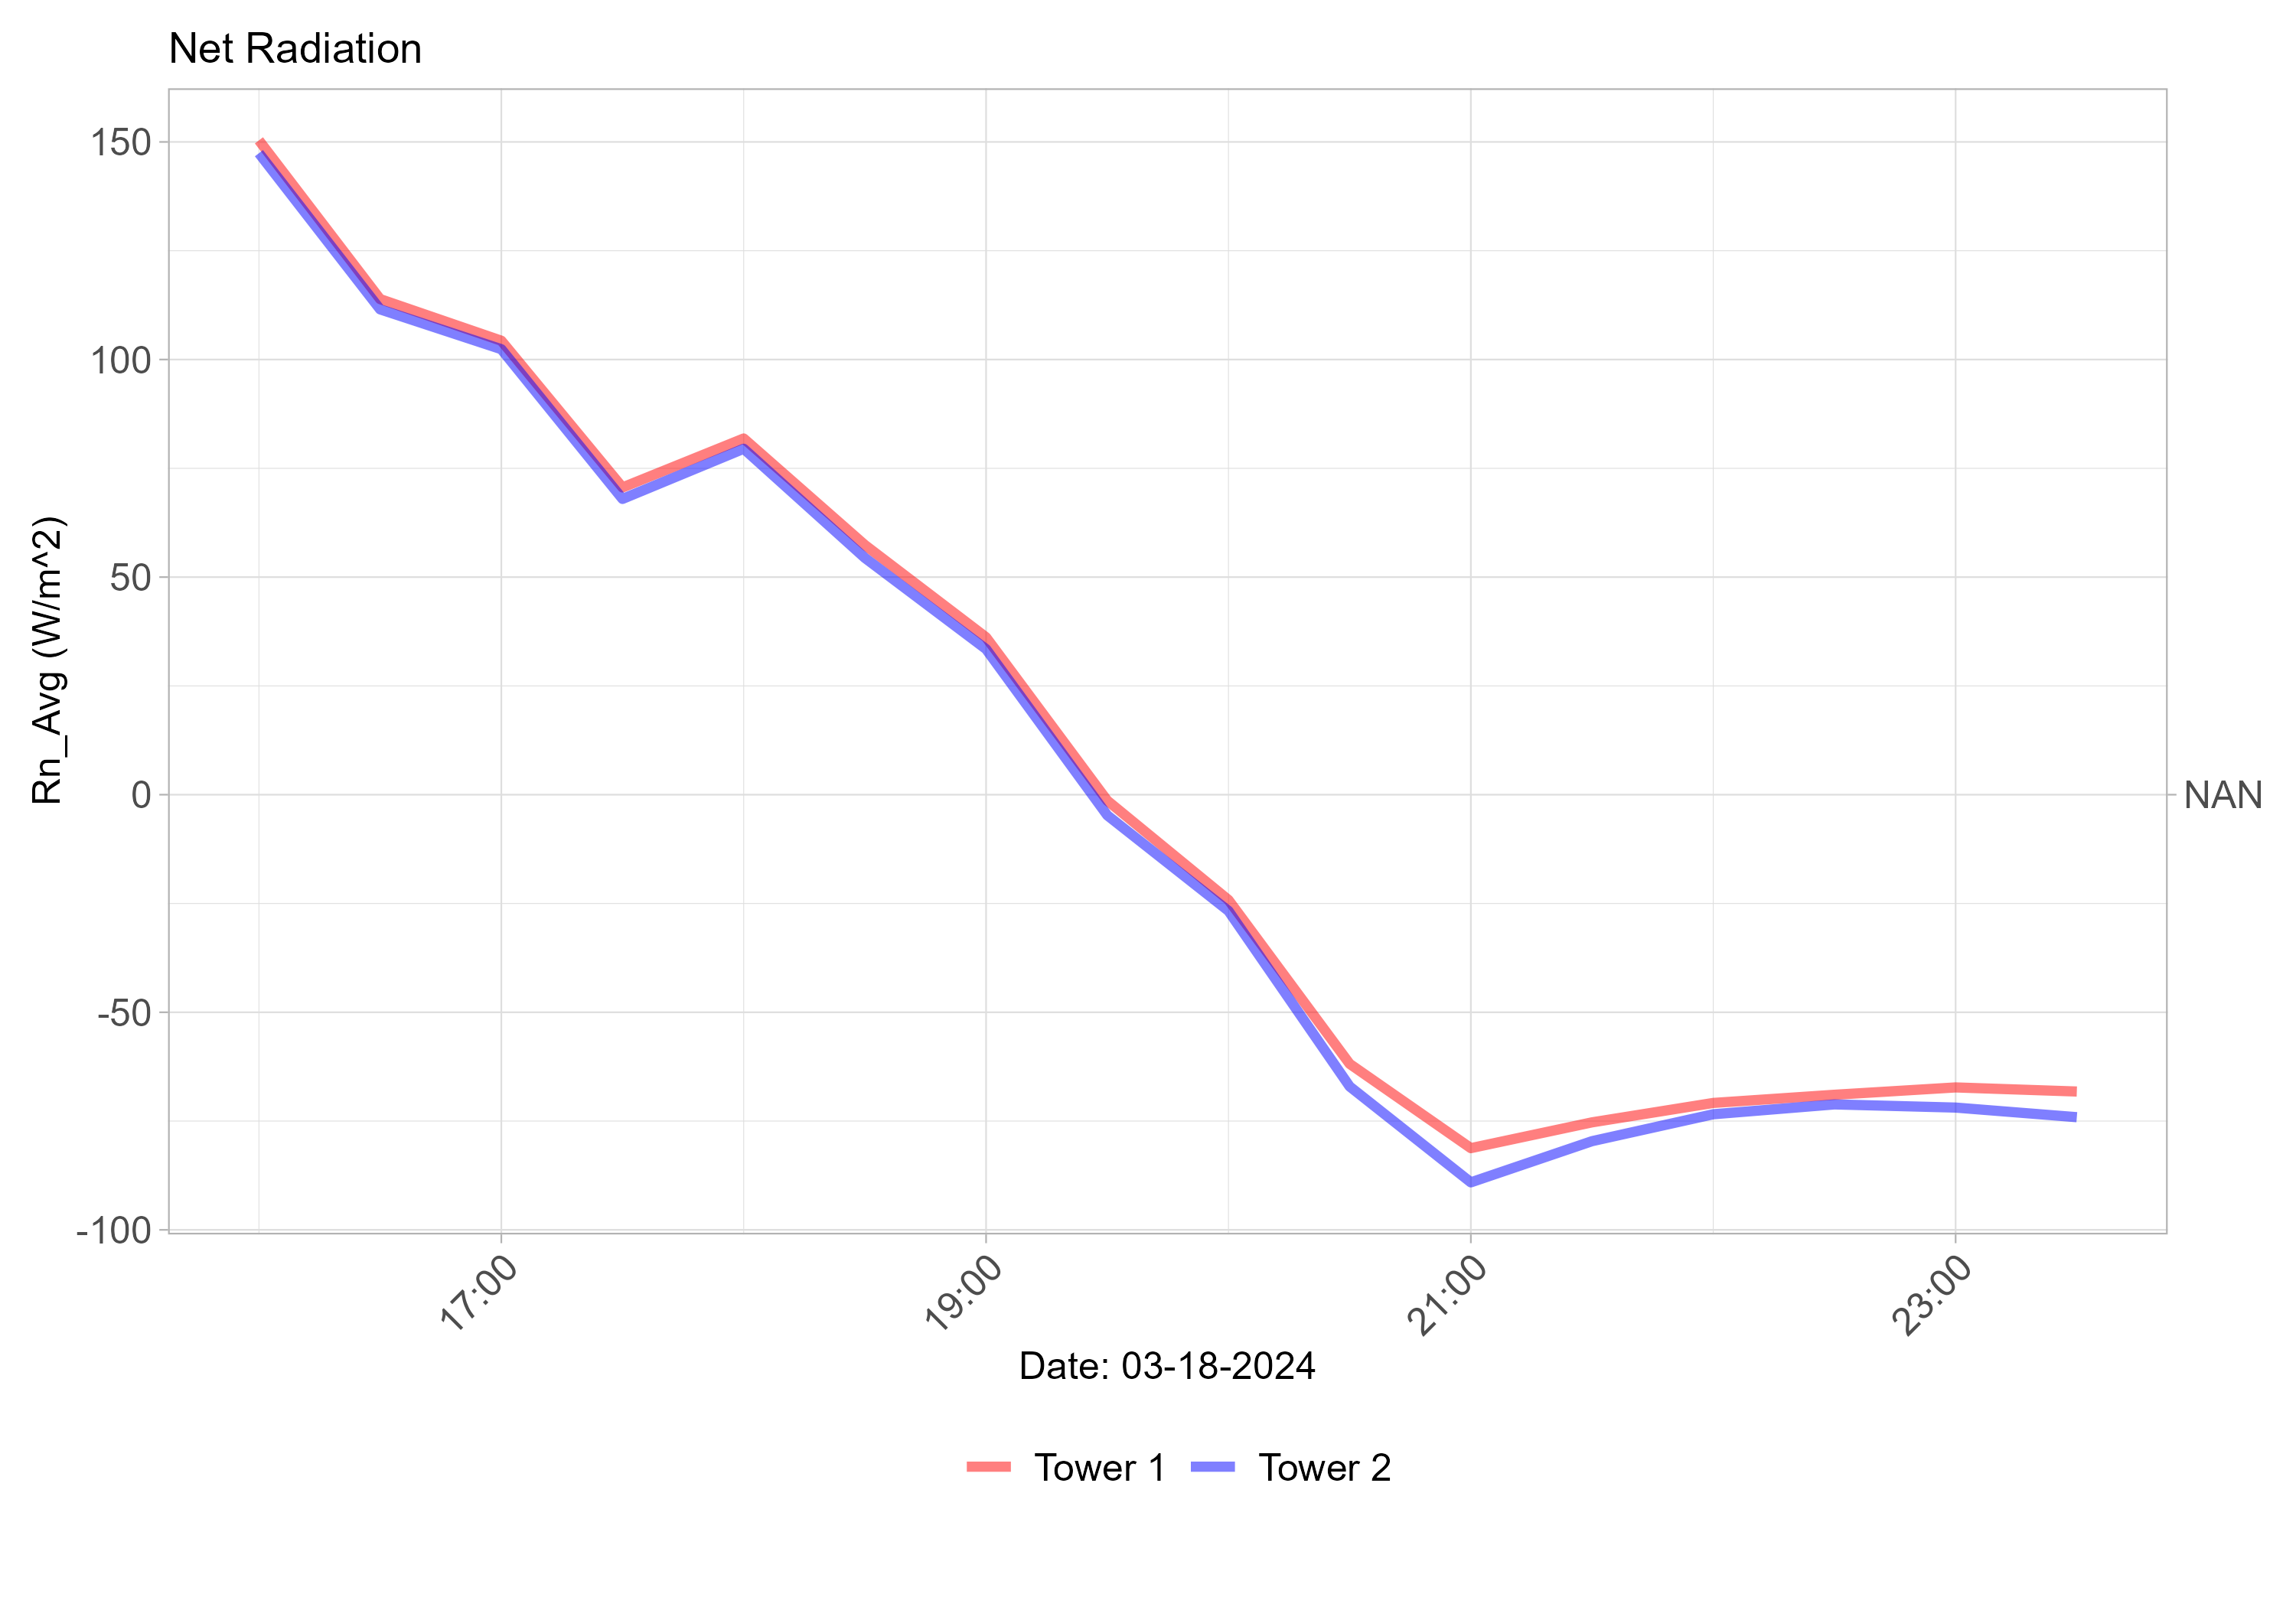 Net Radiation
150
100
50
0
-50
-100
Rn_Avg (W/m^2)
NAN
17:00
19:00
21:00
23:00
Date: 03-18-2024
Tower 1
Tower 2